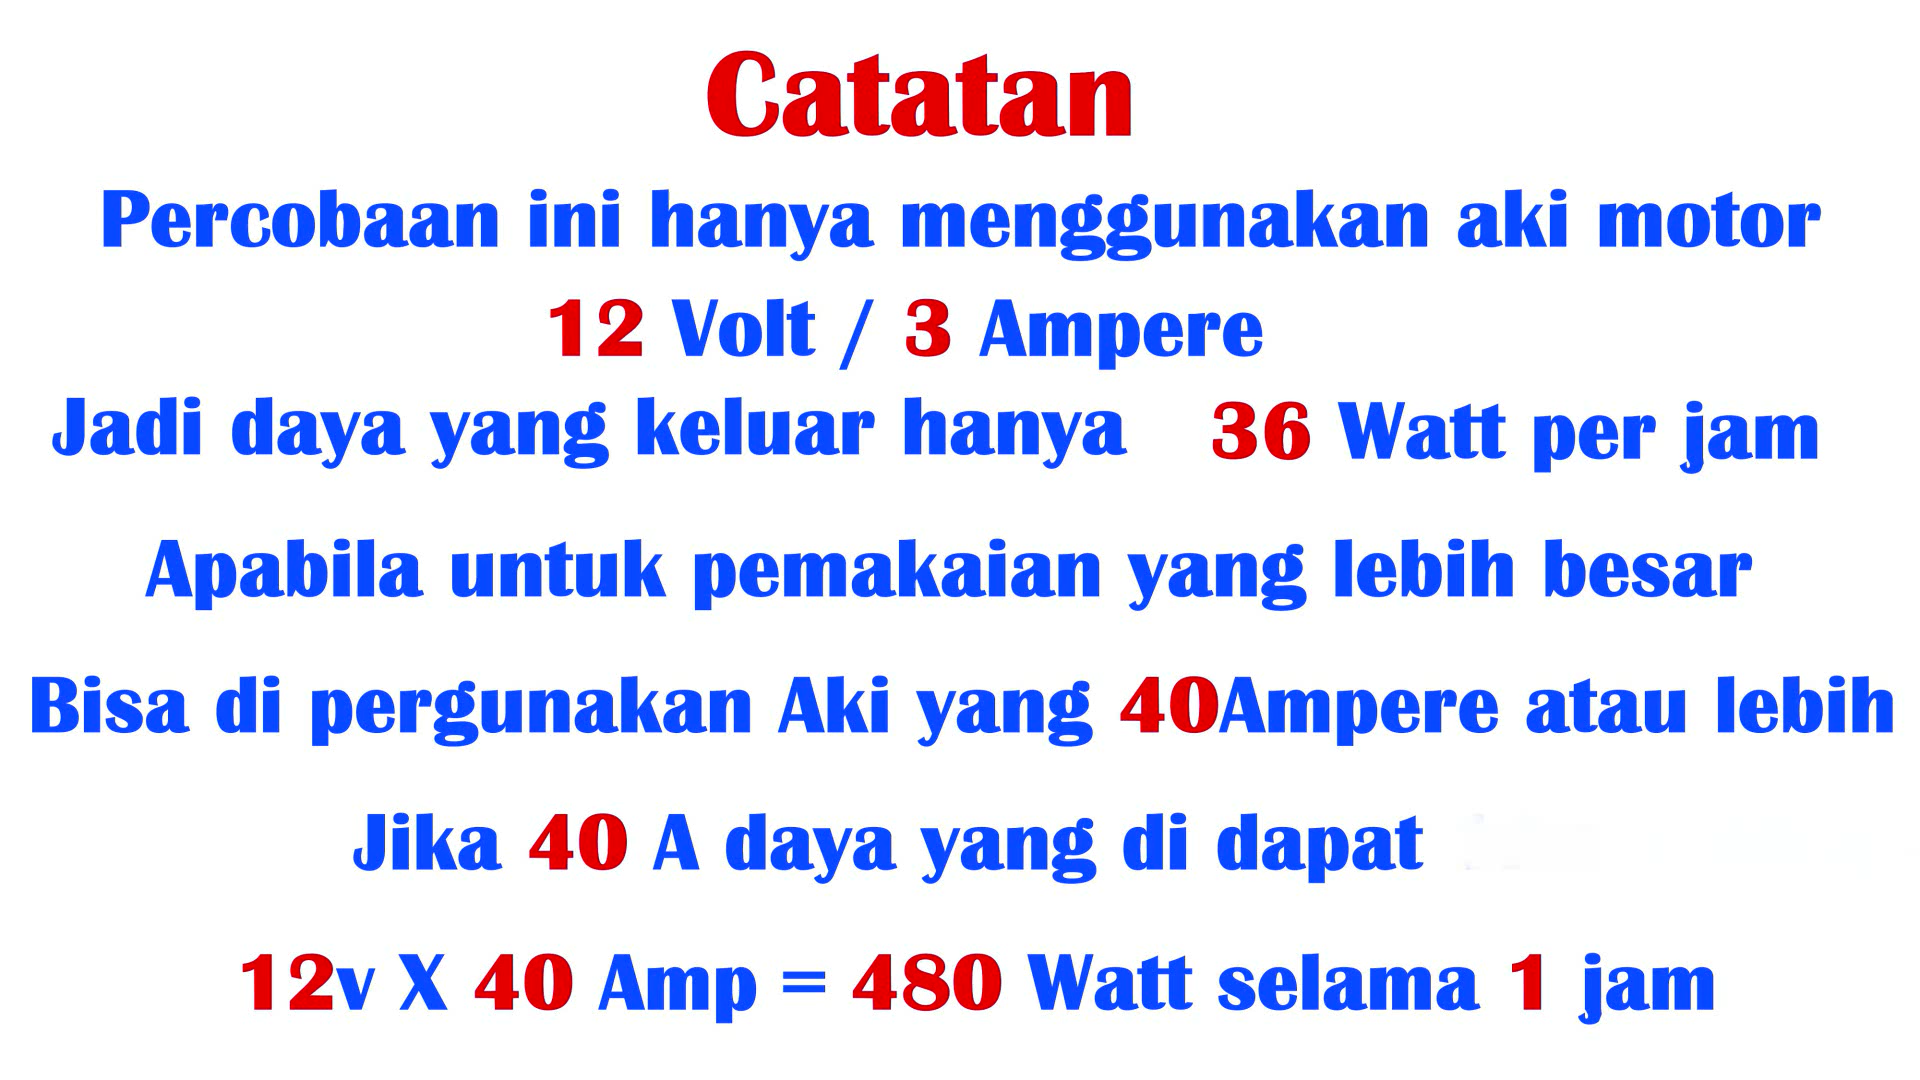 Catatan
Percobaan ini hanya menggunakan aki motor
12 Volt / 3 Ampere
Jadi daya yang keluar hanya 36 Watt per jam
Apabila untuk pemakaian yang lebih besar
Bisa di pergunakan Aki yang 40Ampere atau lebih
Jika 40 A daya yang di dapat
12v X 40 Amp = 480 Watt selama 1 jam